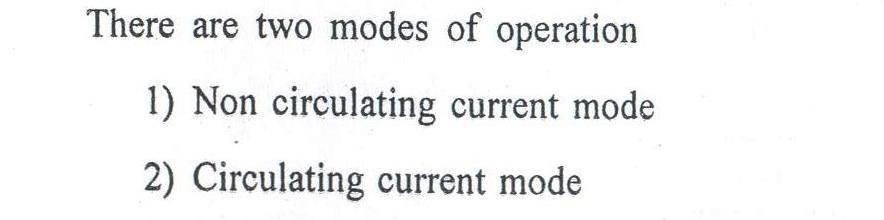 There are two modes of operation
1) Non circulating current mode
2) Circulating current mode